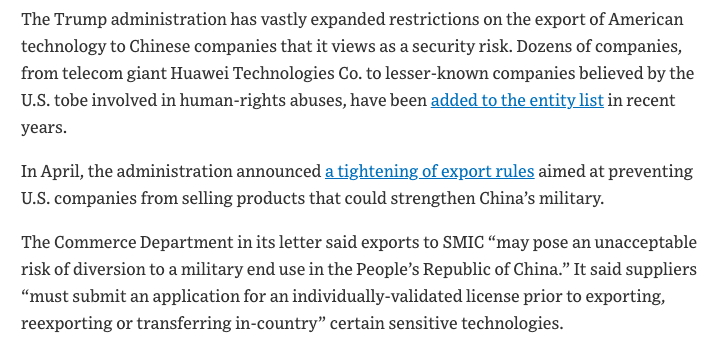 The Trump administration has vastly expanded restrictions on the export of American
technology to Chinese companies that it views as a security risk. Dozens of companies,
from telecom giant Huawei Technologies Co. to lesser-known companies believed by the
U.S. tobe involved in human-rights abuses, have been added to the entity list in recent
years.
In April, the administration announced a tightening of export rules aimed at preventing
U.S. companies from selling products that could strengthen China’s military.
The Commerce Department in its letter said exports to SMIC “may pose an unacceptable
risk of diversion to a military end use in the People’s Republic of China.” It said suppliers
“must submit an application for an individually-validated license prior to exporting,
reexporting or transferring in-country” certain sensitive technologies.